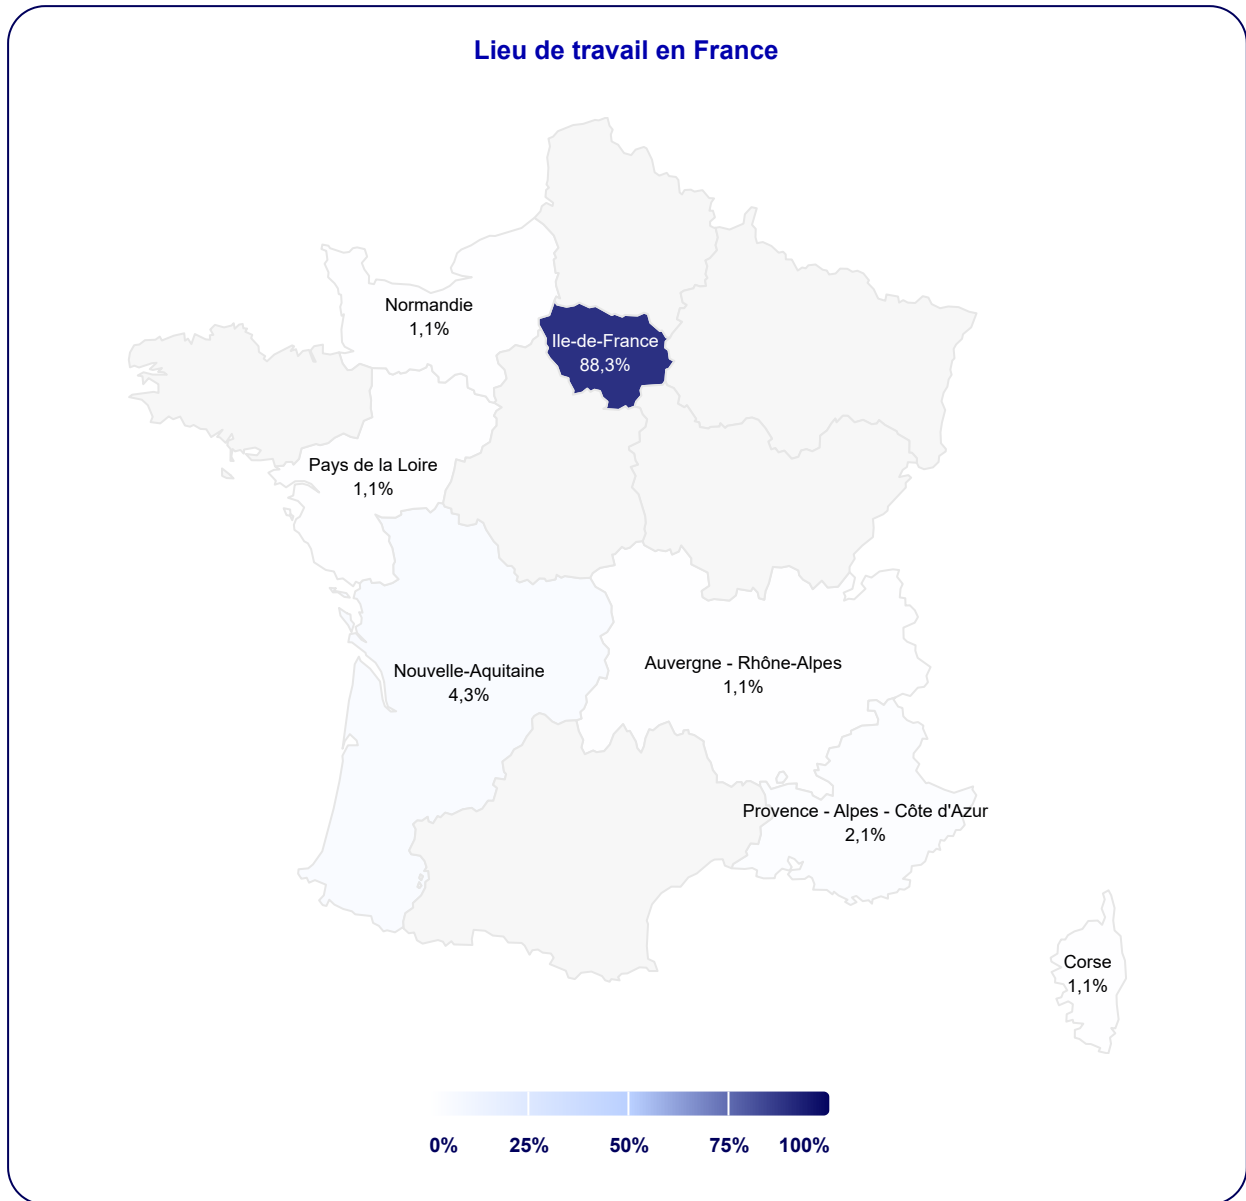 Lieu de travail en France
Normandie
1,1%
Ile-de-France
88,3%
Pays de la Loire
1,1%
Nouvelle-Aquitaine
4,3%
Auvergne - Rhône-Alpes
1,1%
Provence - Alpes - Côte d'Azur
2,1%
Corse
1,1%
0% 25% 50% 75% 100%